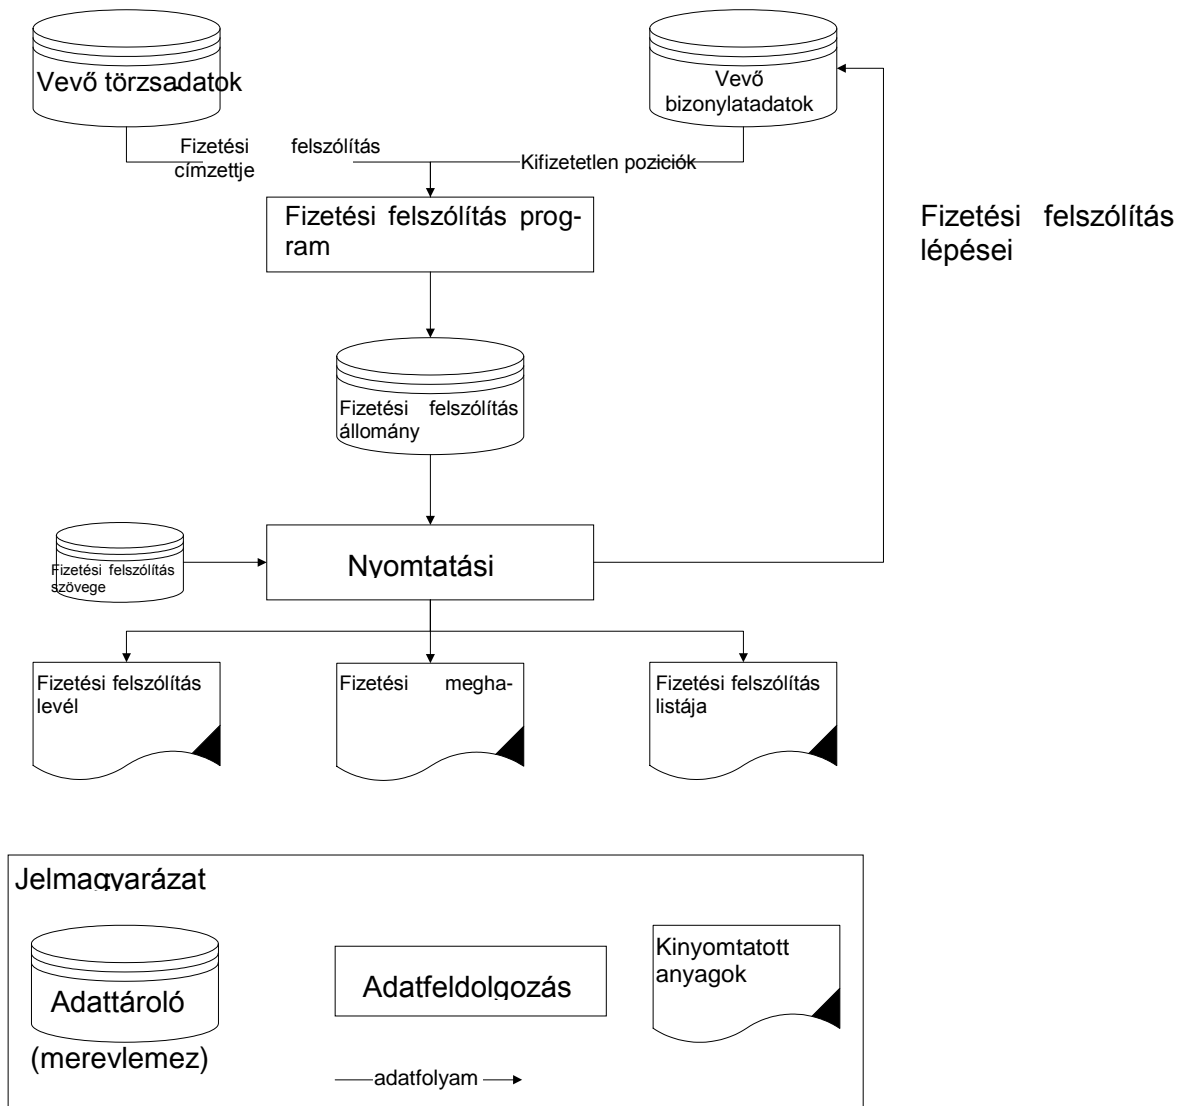 Vevő törzsadatok
Vevő
bizonylatadatok
Fizetési felszólítás
címzettje
Kifizetetlen poziciók
Fizetési felszólítás prog-
ram
Fizetési felszólítás
lépései
Fizetési felszólítás
állomány
Fizetési felszólítás
szövege
Nyomtatási
Fizetési felszólítás
levél
Fizetési megha-
Fizetési felszólítás
listája
Jelmagyarázat
Adattároló
(merevlemez)
Adatfeldolgozás
Kinyomtatott
anyagok
adatfolyam